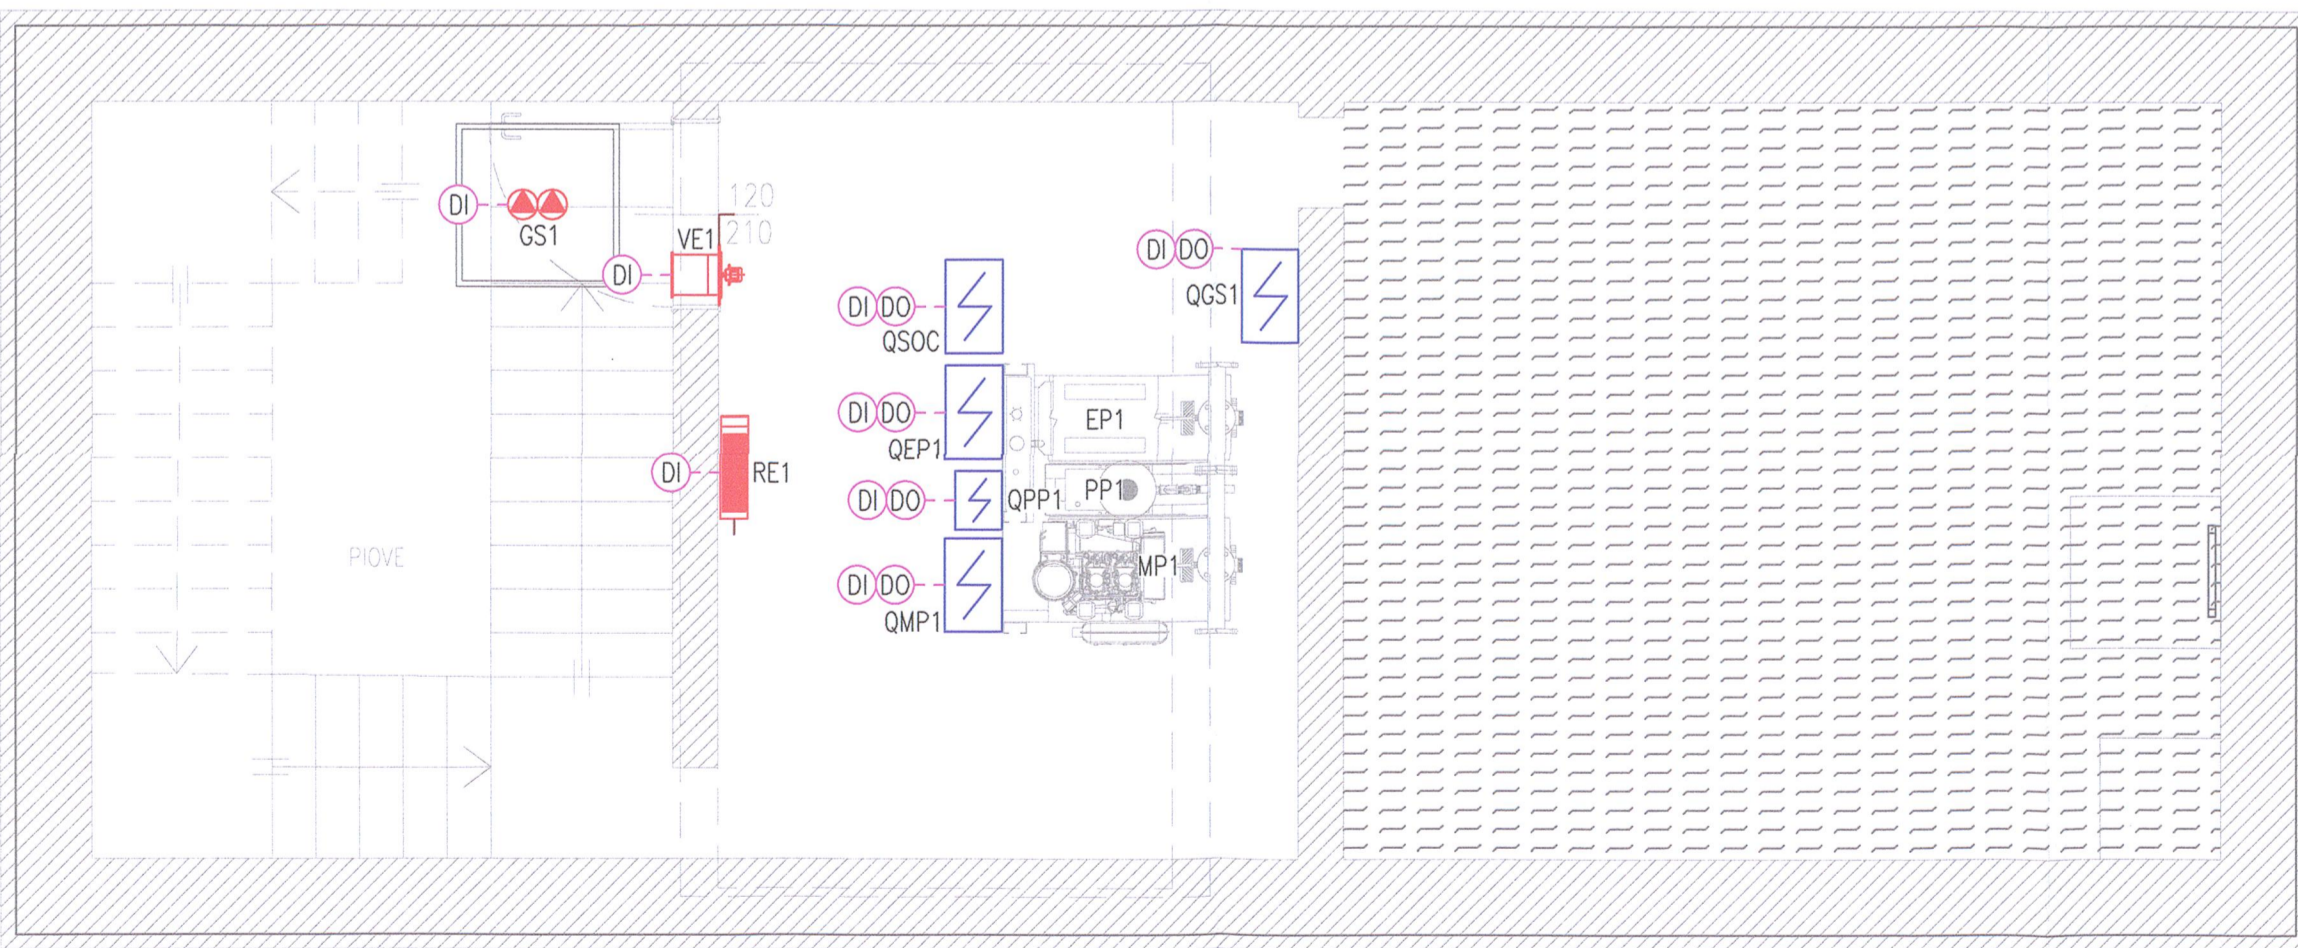 120
210
DI
GS1
VE1
DI
DI DO
QGS1
DI DO
QSOC
DI DO
QEP1
EP1
DI
RE1
DI DO
QPP1
PP1
PIOVE
DI DO
QMP1
MP1